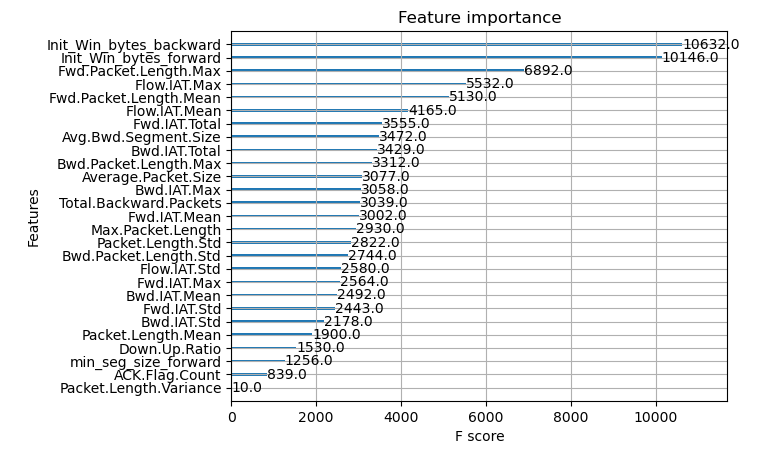 Feature importance
Features
Init_Win_bytes_backward 10632.0
Init_Win_bytes_forward 10146.0
Fwd.Packet.Length.Max 6892.0
Flow.IAT.Max 5532.0
Fwd.Packet.Length.Mean 5130.0
Flow.IAT.Mean 4165.0
Fwd.IAT.Total 3555.0
Avg.Bwd.Segment.Size 3472.0
Bwd.IAT.Total 3429.0
Bwd.Packet.Length.Max 3312.0
Average.Packet.Size 3077.0
Bwd.IAT.Max 3058.0
Total.Backward.Packets 3039.0
Fwd.IAT.Mean 3002.0
Max.Packet.Length 2930.0
Packet.Length.Std 2822.0
Bwd.Packet.Length.Std 2744.0
Flow.IAT.Std 2580.0
Fwd.IAT.Max 2564.0
Bwd.IAT.Mean 2492.0
Fwd.IAT.Std 2443.0
Bwd.IAT.Std 2178.0
Packet.Length.Mean 1900.0
Down.Up.Ratio 1530.0
min_seg_size_forward 1256.0
ACK.Flag.Count 839.0
Packet.Length.Variance 10.0
0 2000 4000 6000 8000 10000
F score